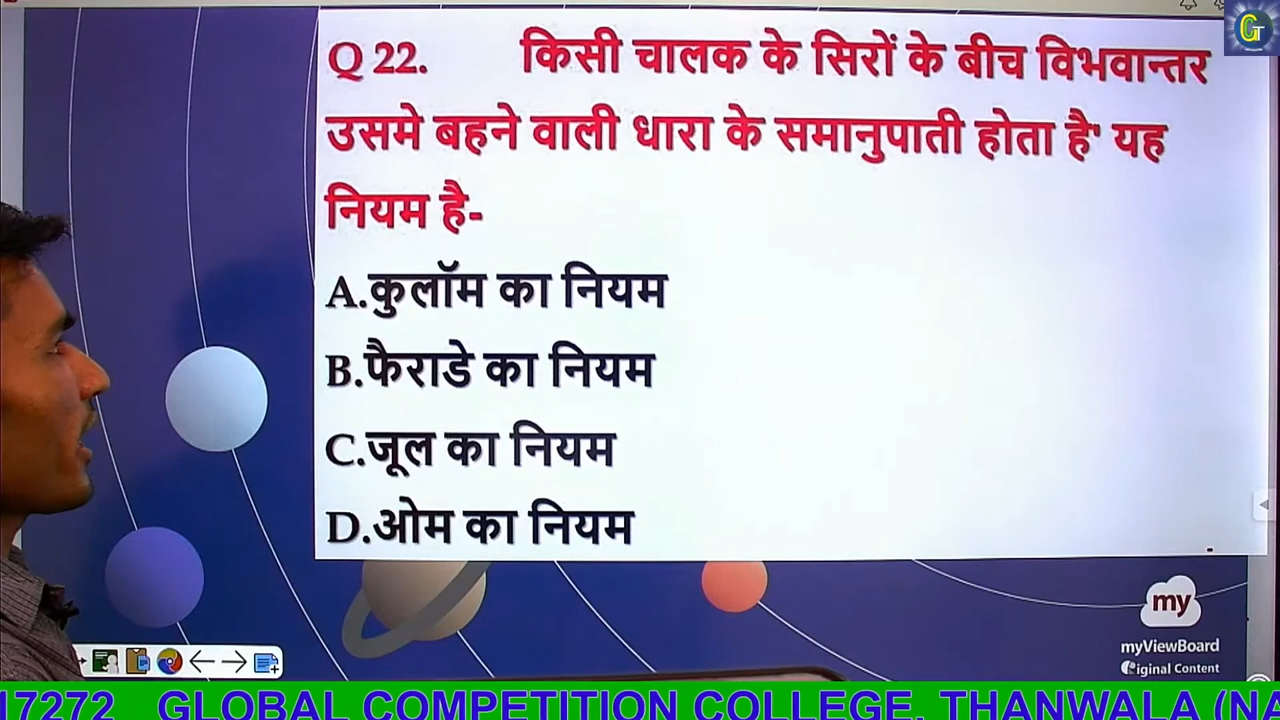 Q 22. किसी चालक के सिरों के बीच विभवान्तर
उसमे बहने वाली धारा के समानुपाती होता है' यह
नियम है-
A.कुलॉम का नियम
B.फैराडे का नियम
C.जूल का नियम
D.ओम का नियम
my
myViewBoard
iginal Content
17272 GLOBAL COMPETITION COLLEGE, THANWALA (NA